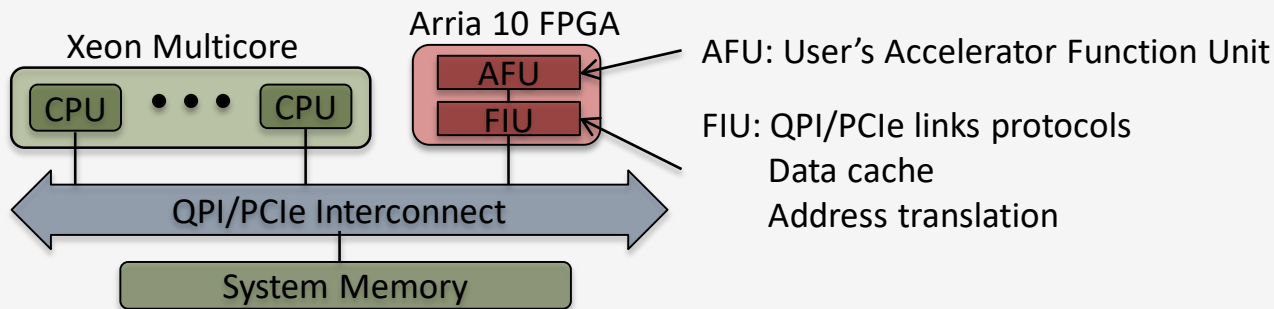 Arria 10 FPGA
Xeon Multicore
AFU
AFU: User's Accelerator Function Unit
CPU
• • •
CPU
FIU
FIU: QPI/PCIe links protocols
Data cache
Address translation
QPI/PCIe Interconnect
System Memory